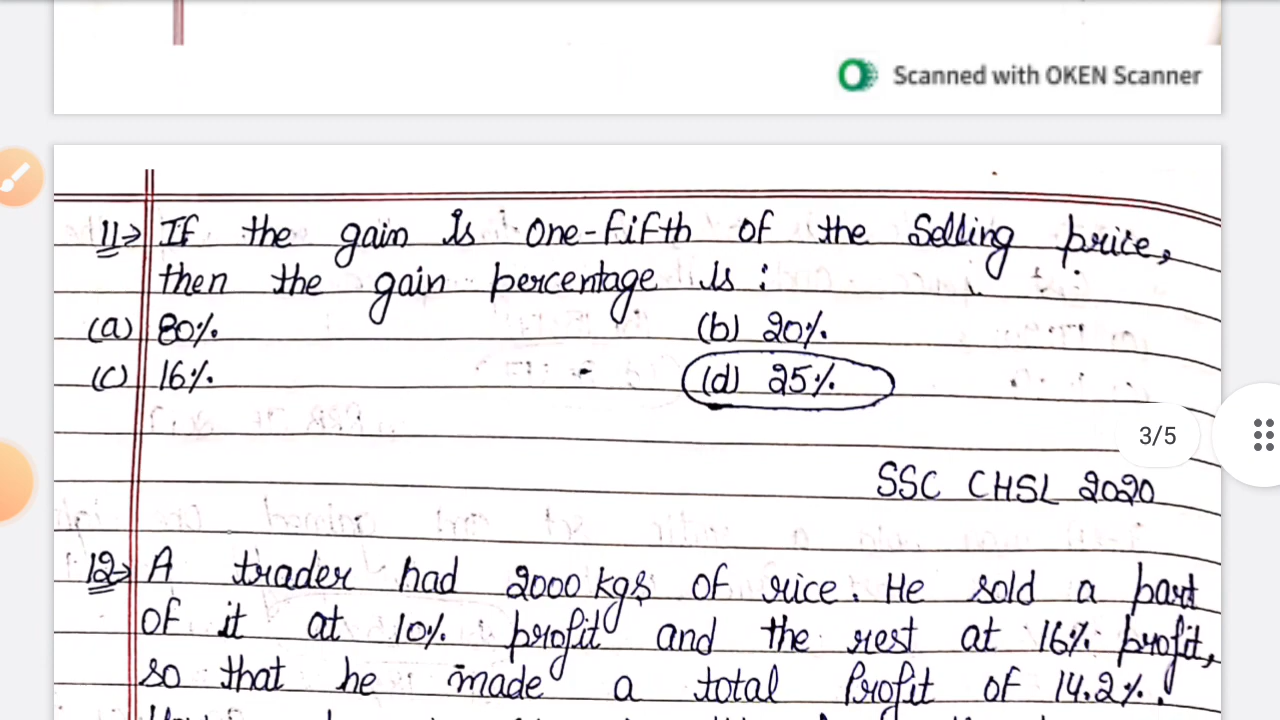 Scanned with OKEN Scanner
11→ If the gain is one-fifth of the Selling price,
then the gain percentage is :
(a) 80%. (b) 20%.
(c) 16%. (d) 25%.
3/5
SSC CHSL 2020
12→ A trader had 2000 kgs of rice. He sold a part
of it at 10% profit and the rest at 16% profit,
so that he made a total Profit of 14.2%.